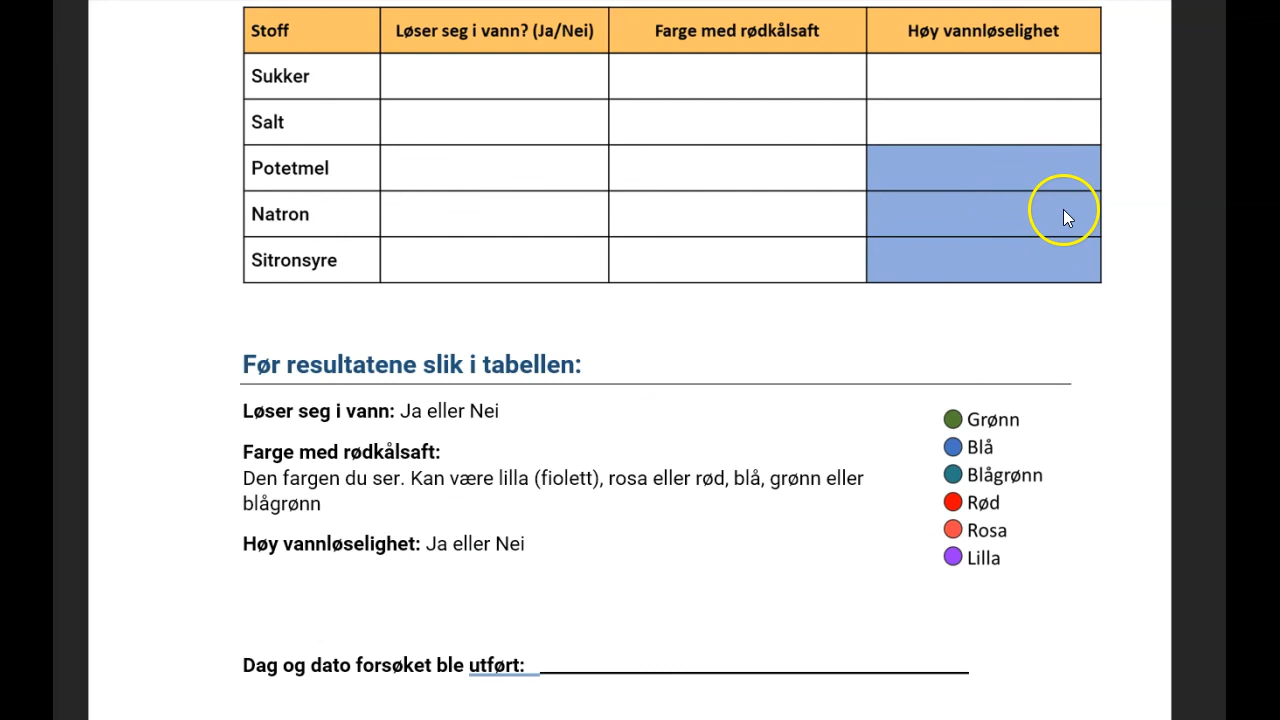 Stoff Løser seg i vann? (Ja/Nei) Farge med rødkålsaft Høy vannløselighet
Sukker
Salt
Potetmel
Natron
Sitronsyre
Før resultatene slik i tabellen:
Løser seg i vann: Ja eller Nei
Farge med rødkålsaft:
Den fargen du ser. Kan være lilla (fiolett), rosa eller rød, blå, grønn eller
blågrønn
Høy vannløselighet: Ja eller Nei
Grønn
Blå
Blågrønn
Rød
Rosa
Lilla
Dag og dato forsøket ble utført: